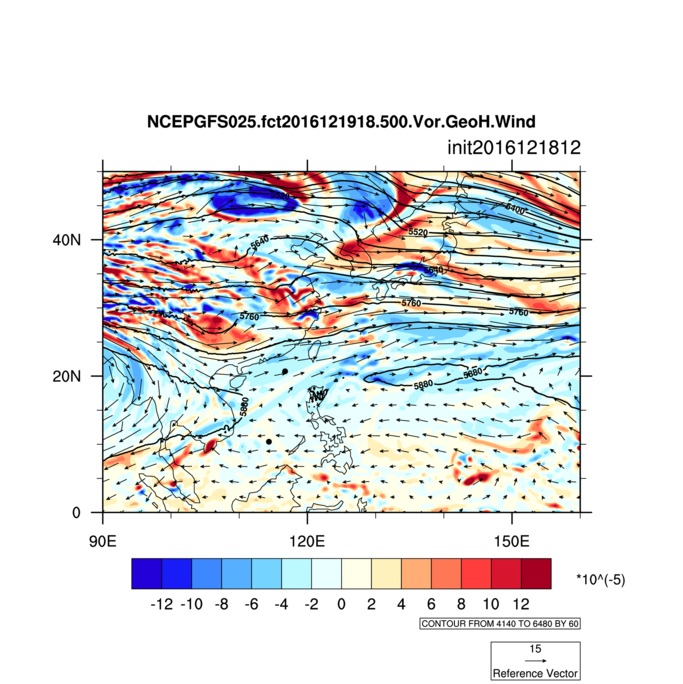 NCEPGFS025.fct2016121918.500.Vor.GeoH.Wind
init2016121812
5400
40N
5640
5520
5640
5760
5760
5760
20N
5880
5880
5880
0
90E 120E 150E
-12 -10 -8 -6 -4 -2 0 2 4 6 8 10 12
*10^(-5)
CONTOUR FROM 4140 TO 6480 BY 60
15
Reference Vector